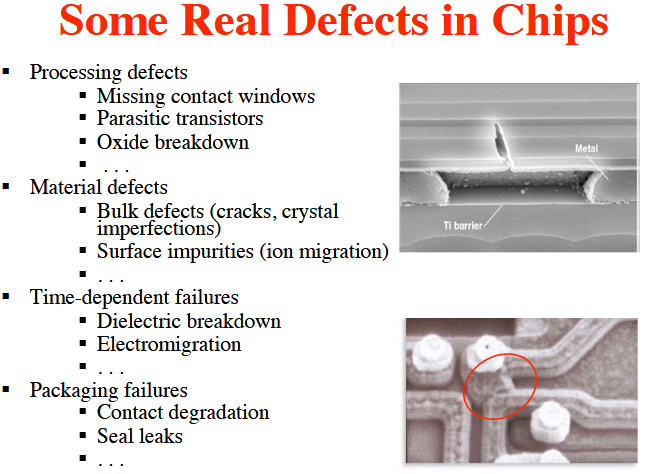 Some Real Defects in Chips
▪ Processing defects
▪ Missing contact windows
▪ Parasitic transistors
▪ Oxide breakdown
▪ . . .
▪ Material defects
▪ Bulk defects (cracks, crystal
imperfections)
▪ Surface impurities (ion migration)
▪ . . .
▪ Time-dependent failures
▪ Dielectric breakdown
▪ Electromigration
▪ . . .
▪ Packaging failures
▪ Contact degradation
▪ Seal leaks
▪ . . .
Metal
Ti barrier